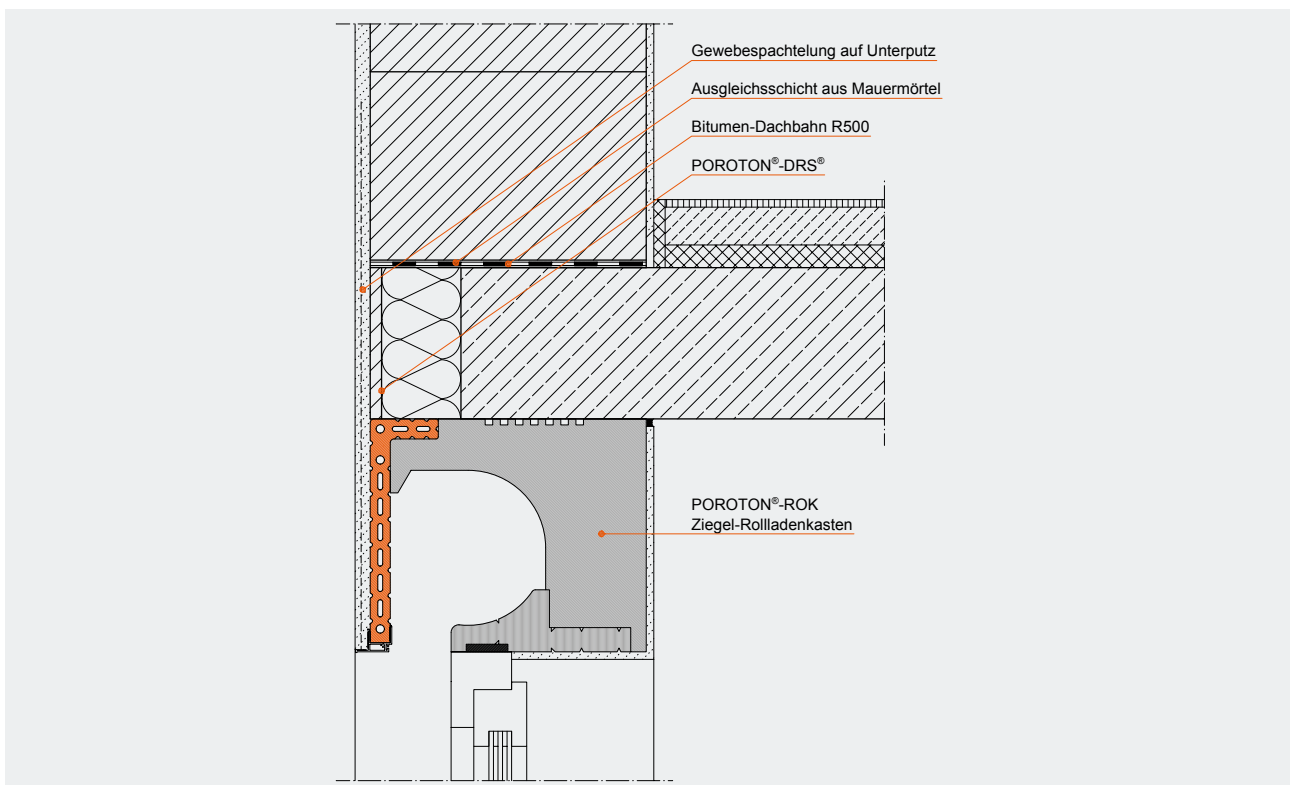 Gewebespachtelung auf Unterputz
Ausgleichsschicht aus Mauermörtel
Bitumen-Dachbahn R500
POROTON®-DRS®
POROTON®-ROK
Ziegel-Rollladenkasten